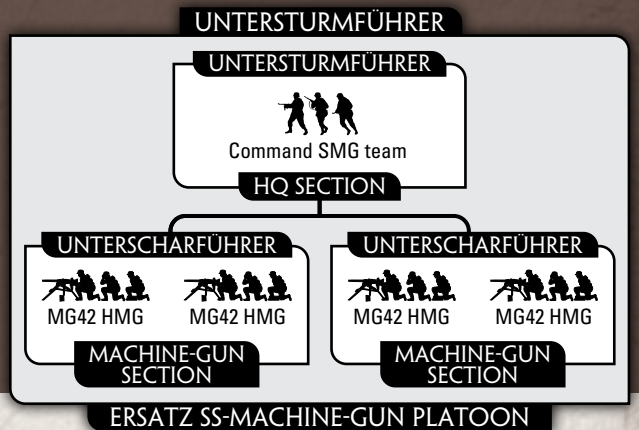 UNTERSTURMFÜHRER
UNTERSTURMFÜHRER
Command SMG team
HQ SECTION
UNTERSCHARFÜHRER
MG42 HMG MG42 HMG
MACHINE-GUN
SECTION
UNTERSCHARFÜHRER
MG42 HMG MG42 HMG
MACHINE-GUN
SECTION
ERSATZ SS-MACHINE-GUN PLATOON